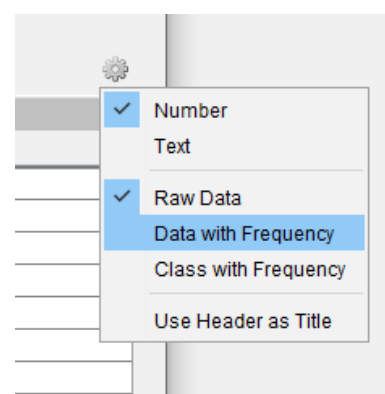 Number
Text
Raw Data
Data with Frequency
Class with Frequency
Use Header as Title